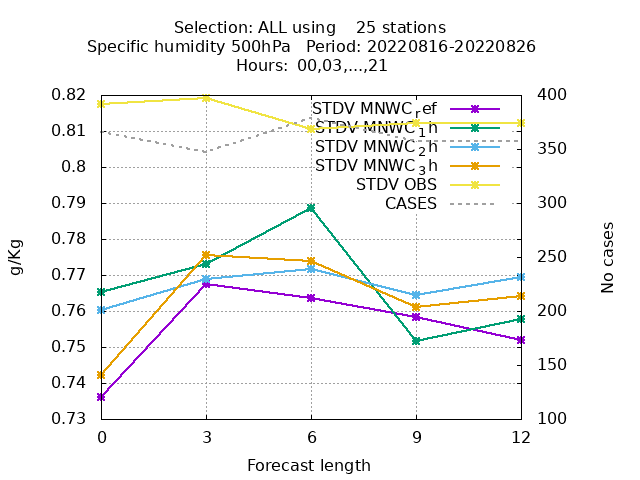 Selection: ALL using 25 stations
Specific humidity 500hPa Period: 20220816-20220826
Hours: 00,03,...,21
0.82
0.81
0.8
0.79
0.78
0.77
0.76
0.75
0.74
0.73
400
350
300
250
200
150
100
0 3 6 9 12
g/Kg
No cases
Forecast length
STDV MNWC_ref
STDV MNWC_1h
STDV MNWC_2h
STDV MNWC_3h
STDV OBS
CASES